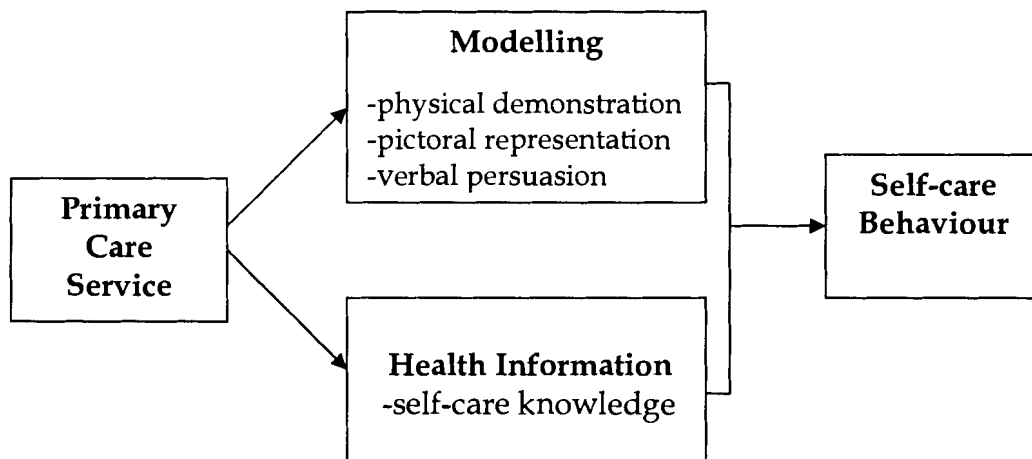 Modelling
-physical demonstration
-pictoral representation
-verbal persuasion
Primary
Care
Service
Self-care
Behaviour
Health Information
-self-care knowledge